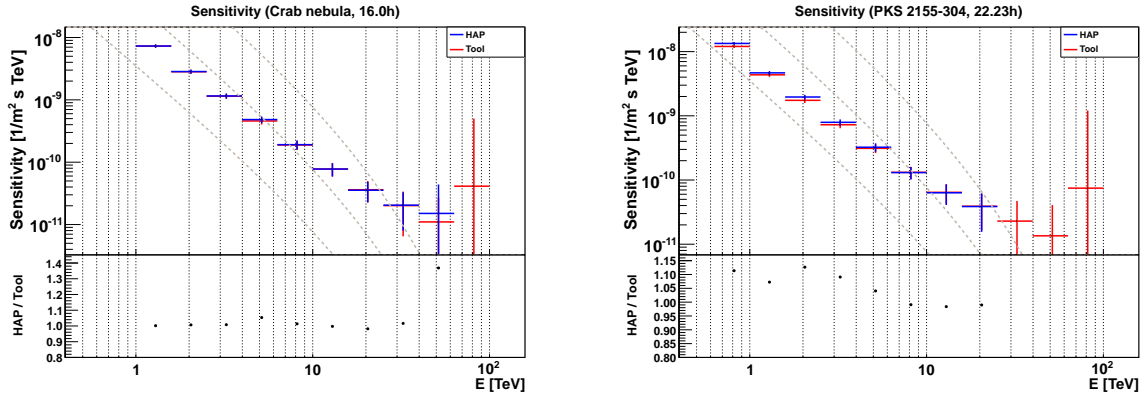 Sensitivity (Crab nebula, 16.0h)
HAP
Tool
Sensitivity [1/m² s TeV]
10⁻⁸
10⁻⁹
10⁻¹⁰
10⁻¹¹
HAP / Tool
1.4
1.3
1.2
1.1
1.0
0.9
0.8
1
10
10²
E [TeV]
Sensitivity (PKS 2155-304, 22.23h)
HAP
Tool
Sensitivity [1/m² s TeV]
10⁻⁸
10⁻⁹
10⁻¹⁰
10⁻¹¹
HAP / Tool
1.15
1.10
1.05
1.00
0.95
0.90
0.85
0.80
1
10
10²
E [TeV]